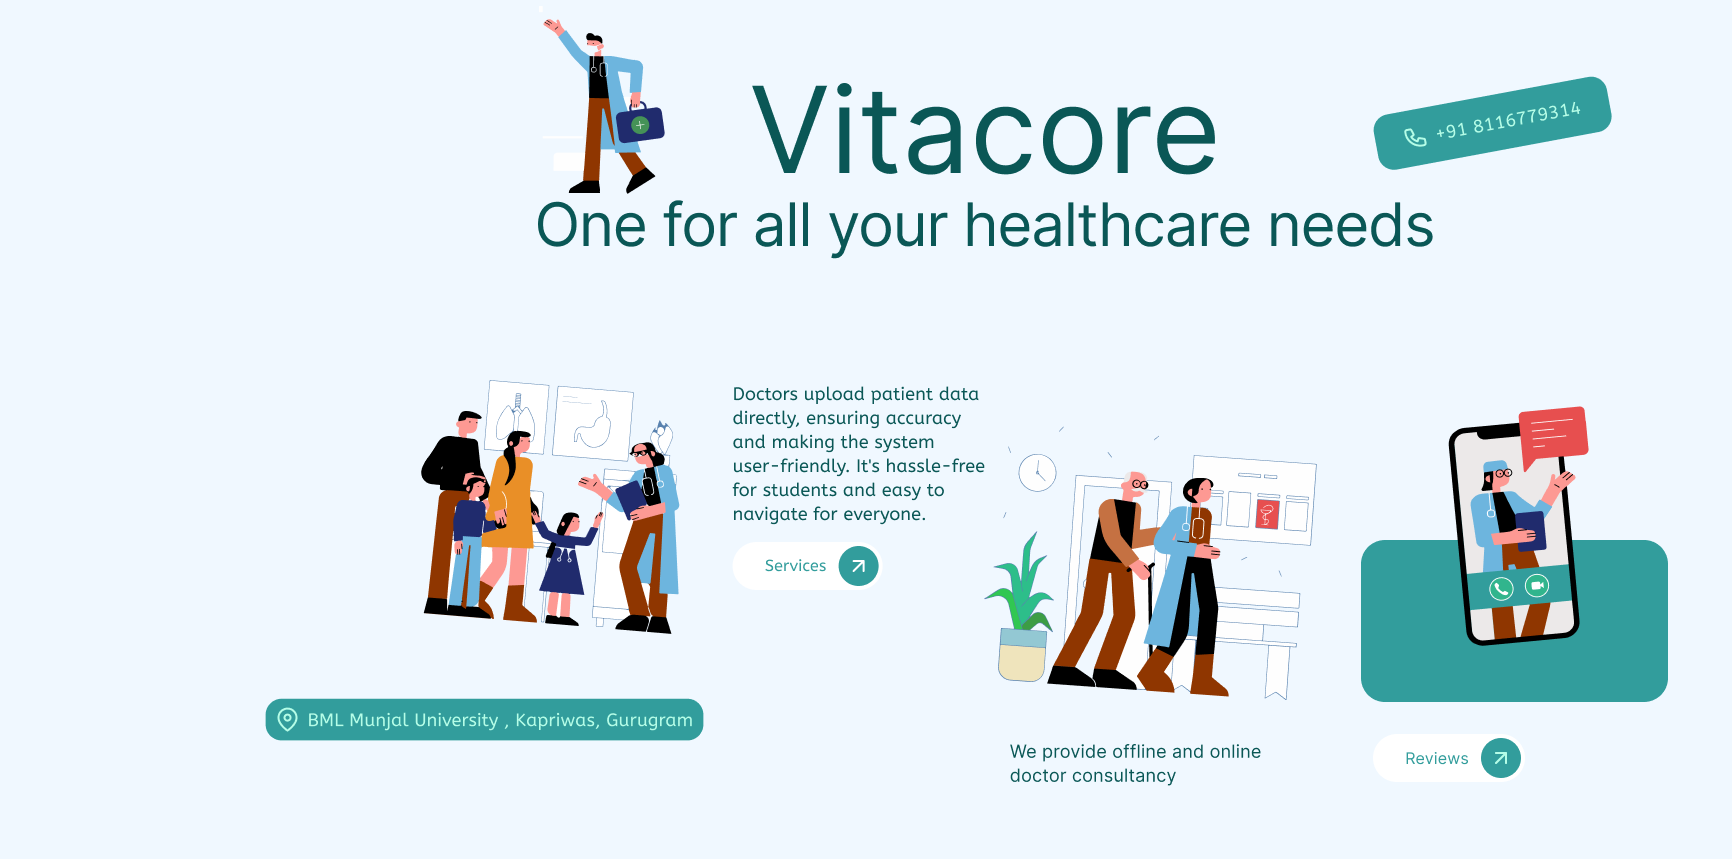 Vitacore
+91 8116779314
One for all your healthcare needs
Doctors upload patient data
directly, ensuring accuracy
and making the system
user-friendly. It's hassle-free
for students and easy to
navigate for everyone.
Services
BML Munjal University , Kapriwas, Gurugram
We provide offline and online
doctor consultancy
Reviews